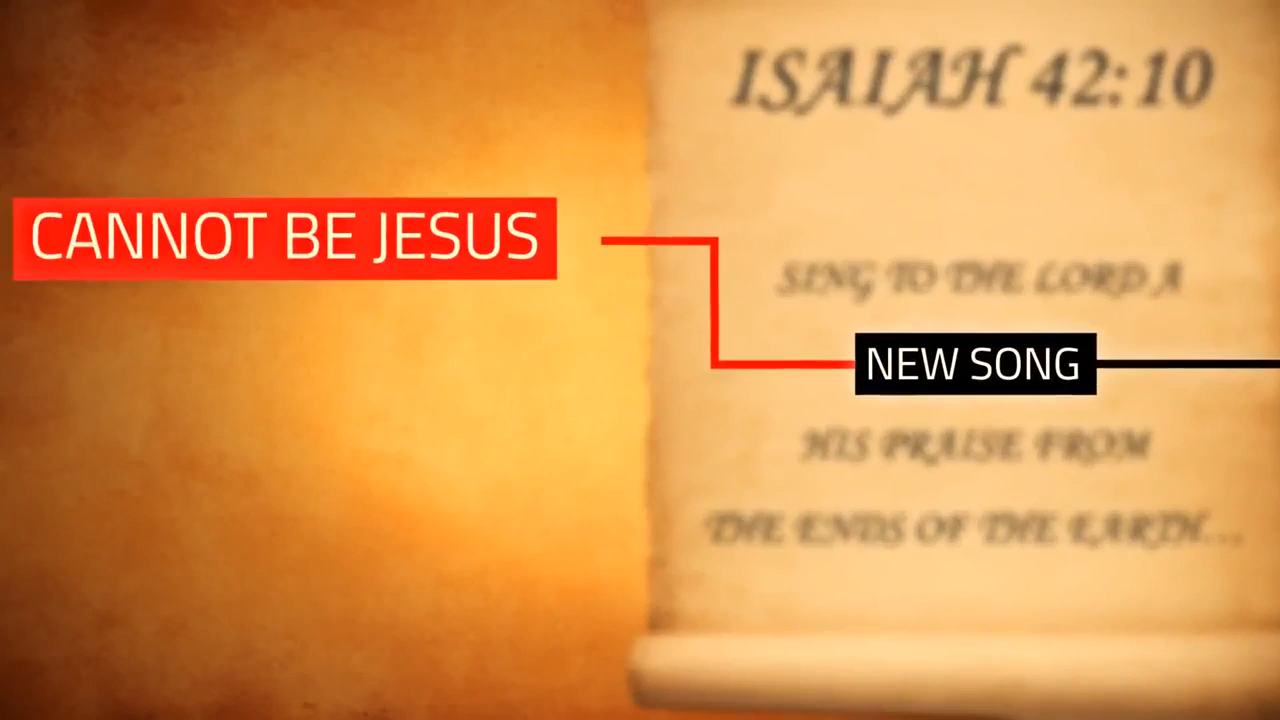 ISAIAH 42:10
CANNOT BE JESUS
SING TO THE LORD A
NEW SONG
HIS PRAISE FROM
THE ENDS OF THE EARTH...